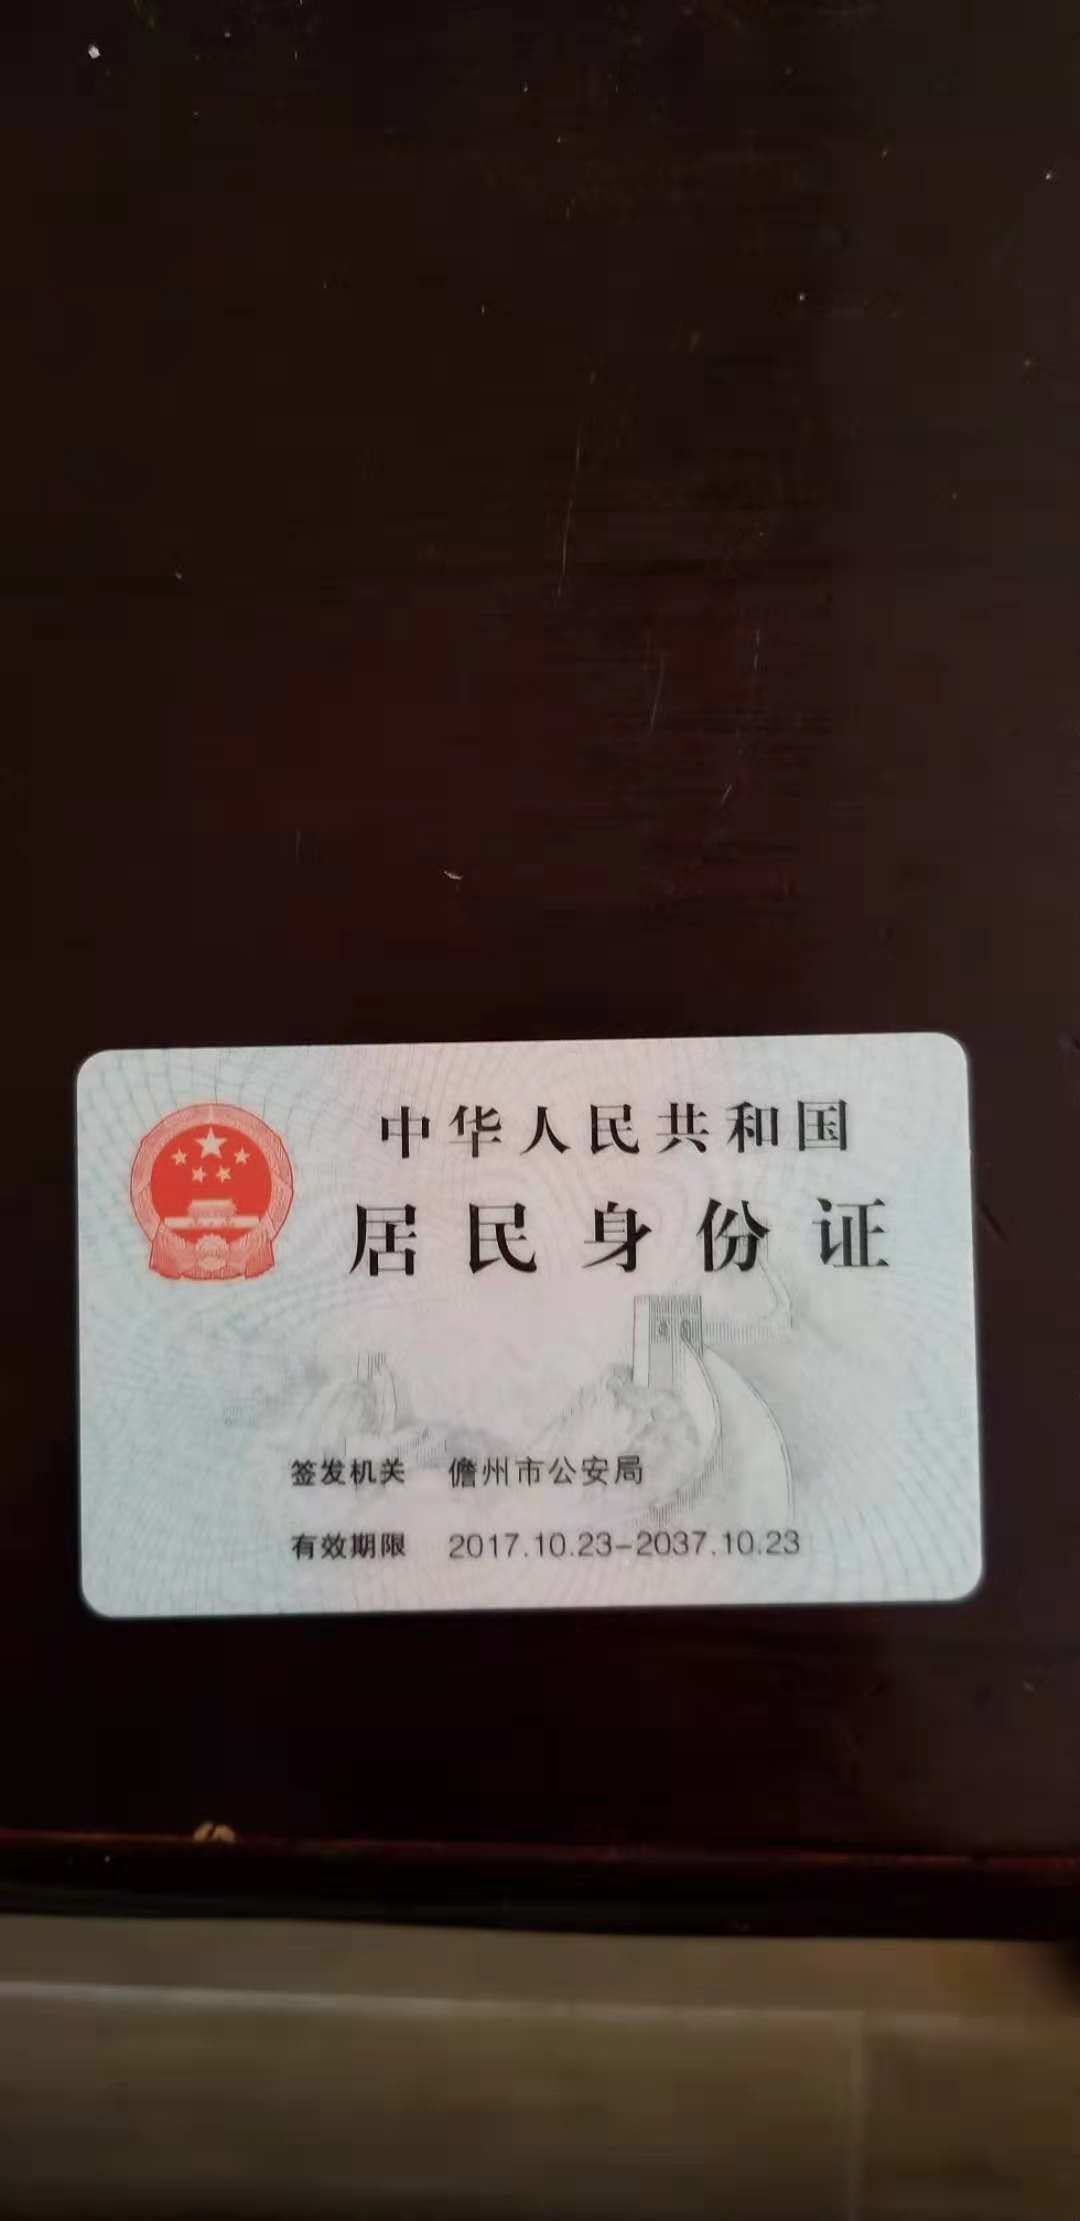 中华人民共和国
居民身份证
签发机关 儋州市公安局
有效期限 2017.10.23-2037.10.23